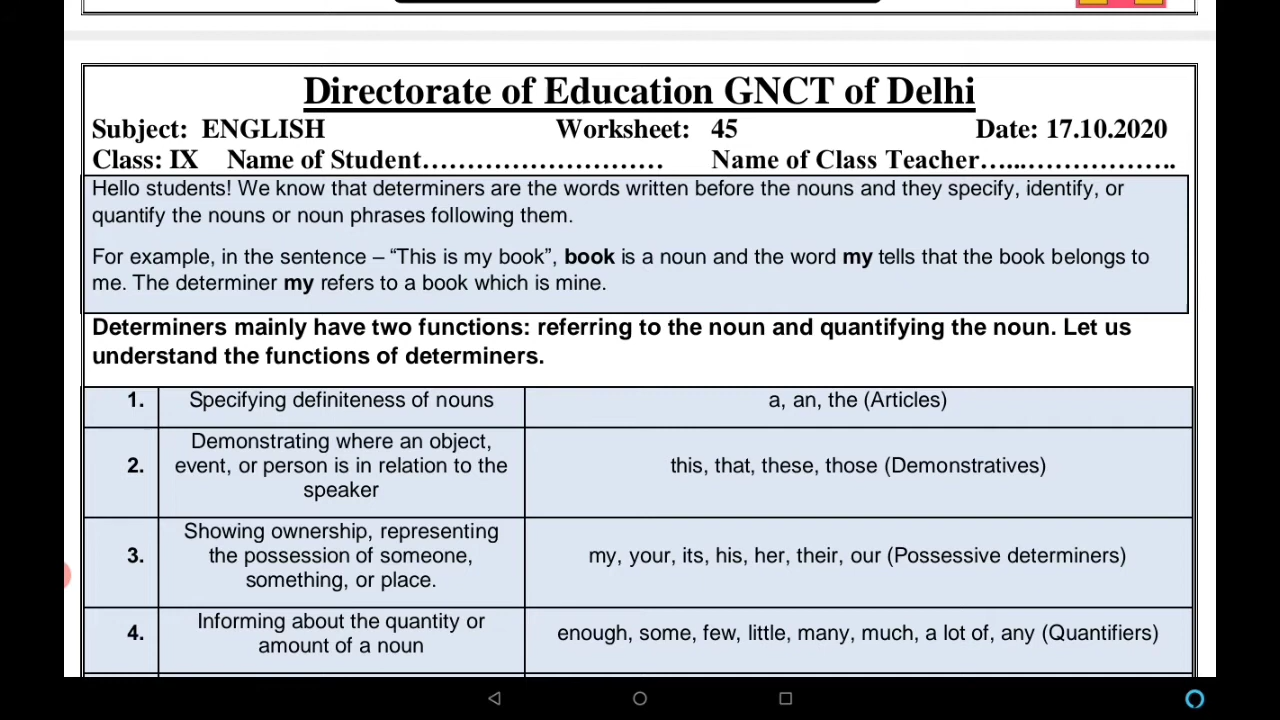 Directorate of Education GNCT of Delhi
Subject: ENGLISH Worksheet: 45 Date: 17.10.2020
Class: IX Name of Student……………………… Name of Class Teacher…...……………..
Hello students! We know that determiners are the words written before the nouns and they specify, identify, or
quantify the nouns or noun phrases following them.
For example, in the sentence – “This is my book”, book is a noun and the word my tells that the book belongs to
me. The determiner my refers to a book which is mine.
Determiners mainly have two functions: referring to the noun and quantifying the noun. Let us
understand the functions of determiners.
1. Specifying definiteness of nouns a, an, the (Articles)
Demonstrating where an object,
2. event, or person is in relation to the this, that, these, those (Demonstratives)
speaker
Showing ownership, representing
3. the possession of someone, my, your, its, his, her, their, our (Possessive determiners)
something, or place.
4. Informing about the quantity or enough, some, few, little, many, much, a lot of, any (Quantifiers)
amount of a noun